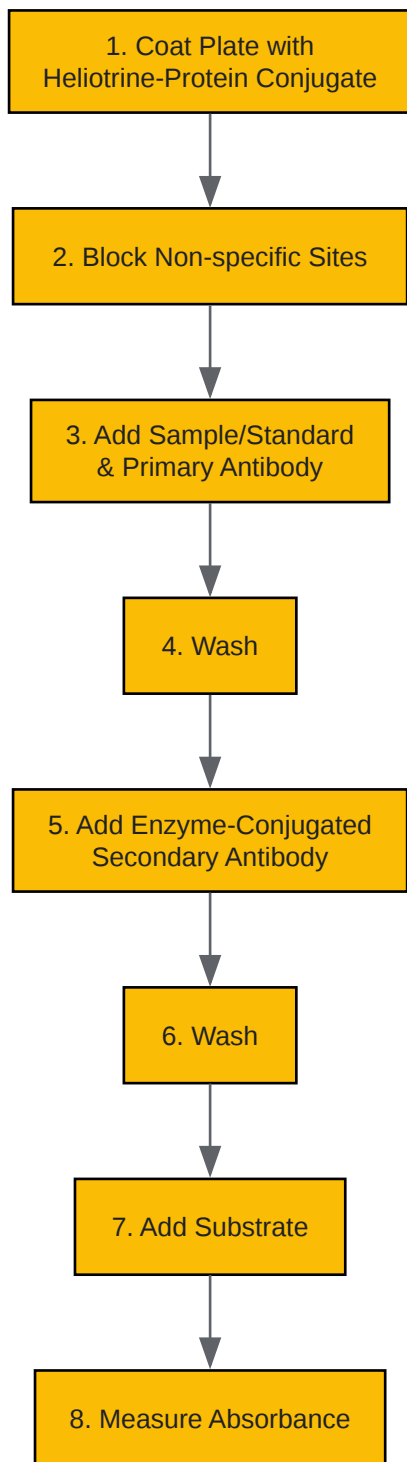 1. Coat Plate with
Heliotrine-Protein Conjugate
2. Block Non-specific Sites
3. Add Sample/Standard
& Primary Antibody
4. Wash
5. Add Enzyme-Conjugated
Secondary Antibody
6. Wash
7. Add Substrate
8. Measure Absorbance